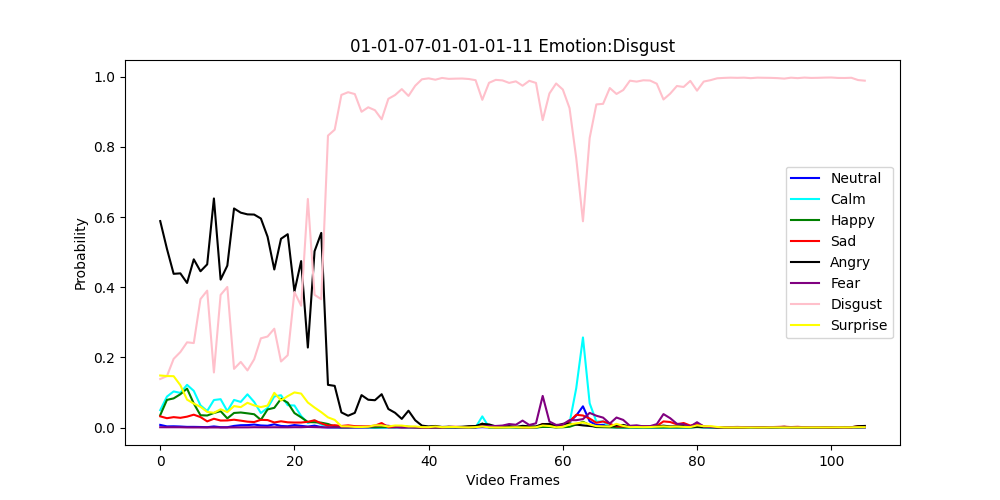 01-01-07-01-01-01-11 Emotion:Disgust
1.0
0.8
0.6
0.4
0.2
0.0
Probability
0
20
40
60
80
100
Video Frames
Neutral
Calm
Happy
Sad
Angry
Fear
Disgust
Surprise